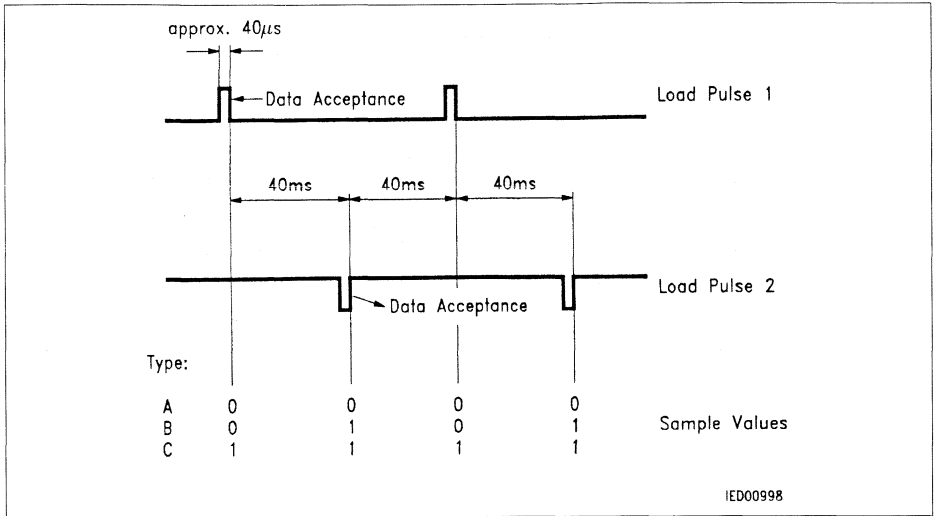 approx. 40μs
Data Acceptance
Load Pulse 1
40ms 40ms 40ms
Load Pulse 2
Data Acceptance
Type:
A 0 0 0 0
B 0 1 0 1 Sample Values
C 1 1 1 1
IED00998